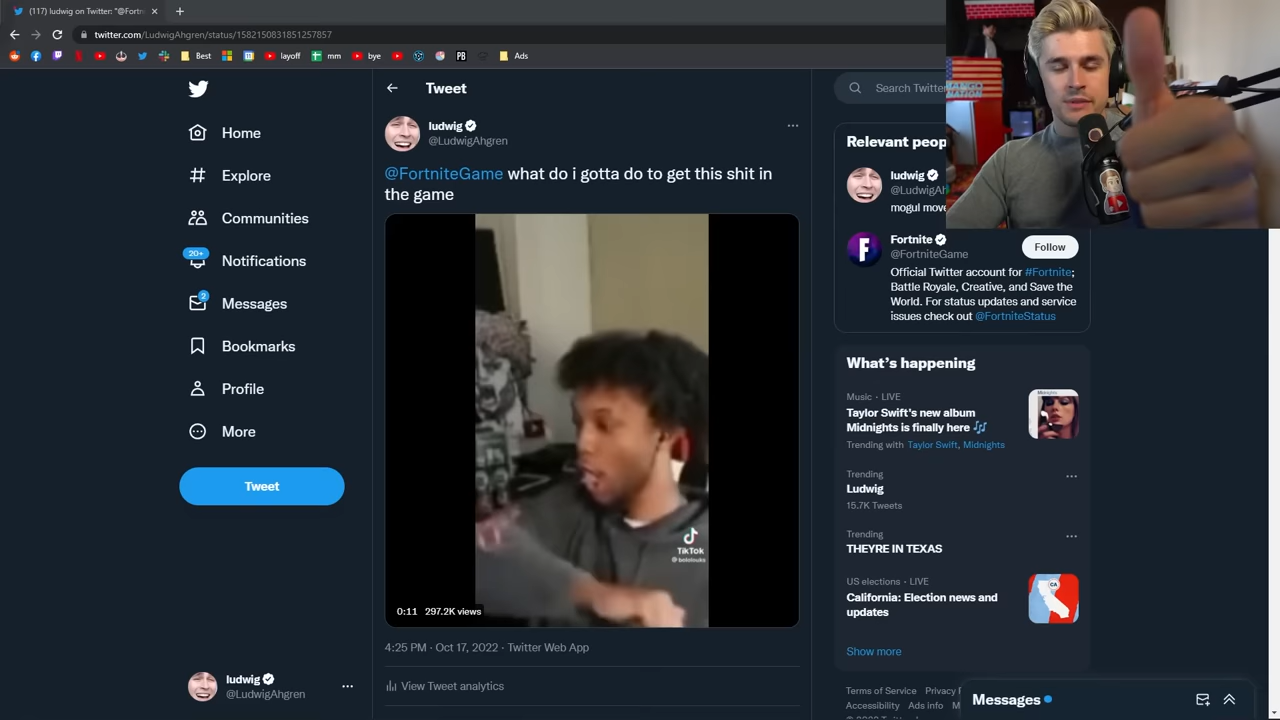 (117) ludwig on Twitter: "@Fortn
twitter.com/LudwigAhgren/status/1582150831851257857
Best
layoff
mm
bye
PB
Ads
Tweet
Search Twitter
Home
Explore
Communities
20+
Notifications
2
Messages
Bookmarks
Profile
More
Tweet
ludwig
@LudwigAhgren
ludwig
@LudwigAhgren
@FortniteGame what do i gotta do to get this shit in
the game
TikTok
0:11 297.2K views
4:25 PM · Oct 17, 2022 · Twitter Web App
View Tweet analytics
Relevant peop
ludwig
@LudwigAh
mogul move
Fortnite
@FortniteGame
Follow
Official Twitter account for #Fortnite;
Battle Royale, Creative, and Save the
World. For status updates and service
issues check out @FortniteStatus
What's happening
Music · LIVE
Taylor Swift's new album
Midnights is finally here 🎶
Trending with Taylor Swift, Midnights
Trending
Ludwig
15.7K Tweets
Trending
THEYRE IN TEXAS
US elections · LIVE
California: Election news and
updates
CA
Show more
Terms of Service Privacy P
Accessibility Ads info M
Messages